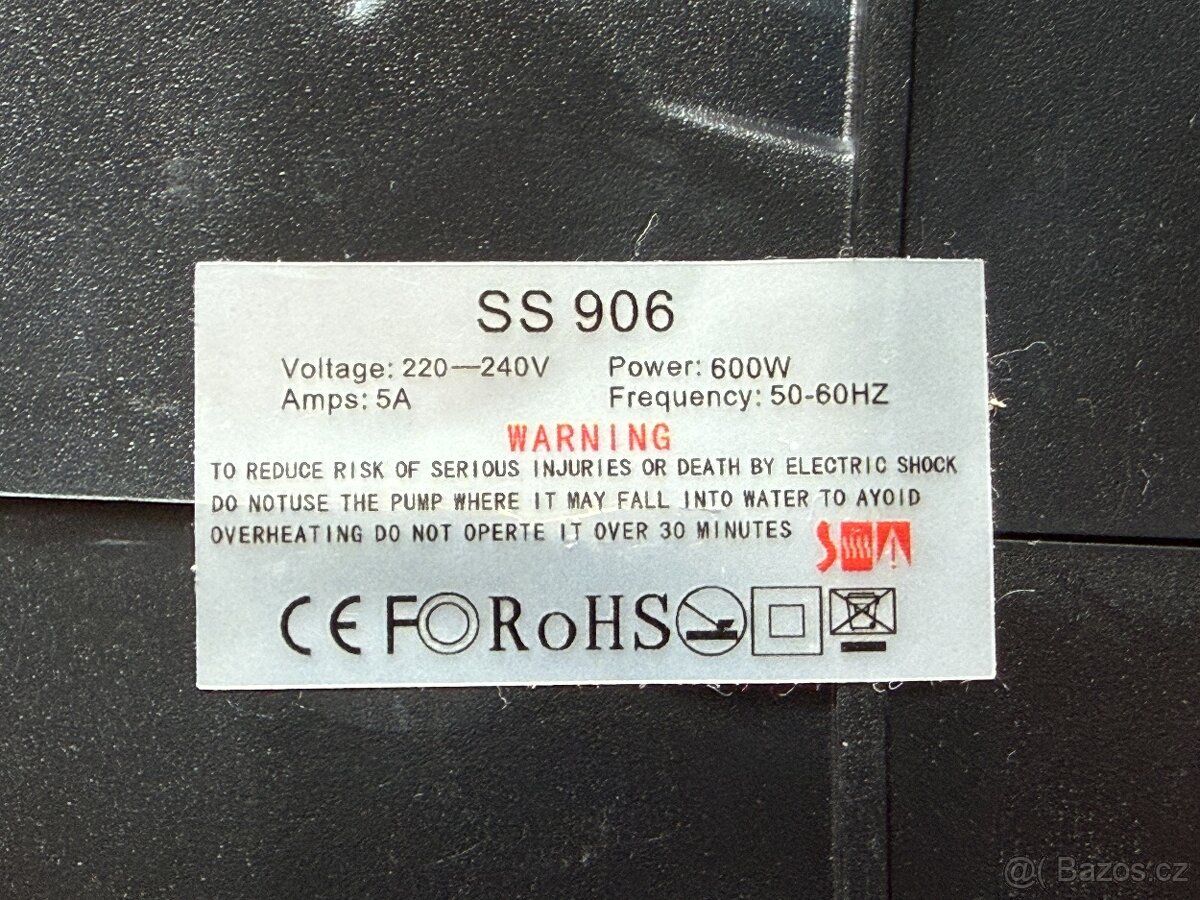 SS 906
Voltage: 220—240V Power: 600W
Amps: 5A Frequency: 50-60HZ
WARNING
TO REDUCE RISK OF SERIOUS INJURIES OR DEATH BY ELECTRIC SHOCK
DO NOTUSE THE PUMP WHERE IT MAY FALL INTO WATER TO AYOID
OVERHEATING DO NOT OPERTE IT OVER 30 MINUTES
CE FC RoHS
@( Bazos.cz